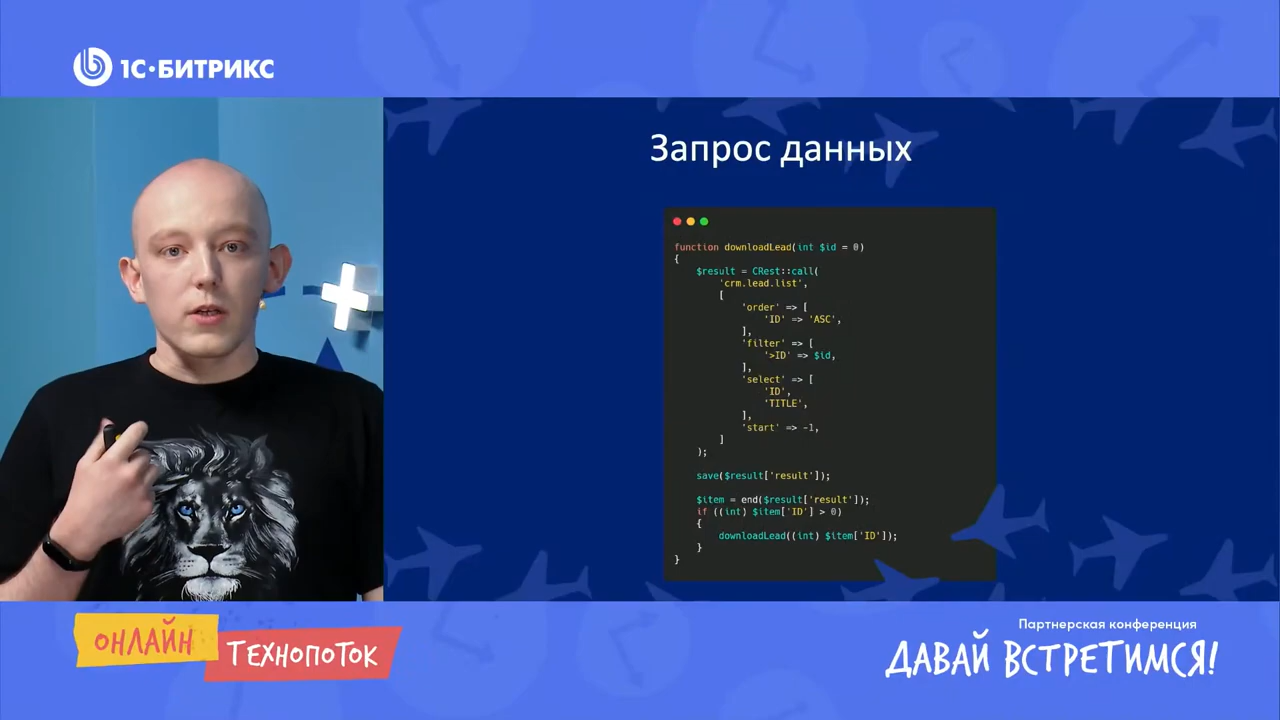 1С·БИТРИКС
Запрос данных
function downloadLead(int $id = 0)
{
    $result = CRest::call(
        'crm.lead.list',
        [
            'order' => [
                'ID' => 'ASC',
            ],
            'filter' => [
                '>ID' => $id,
            ],
            'select' => [
                'ID',
                'TITLE',
            ],
            'start' => -1,
        ]
    );
    save($result['result']);
    $item = end($result['result']);
    if ((int) $item['ID'] > 0)
    {
        downloadLead((int) $item['ID']);
    }
}
ОНЛАЙН
ТЕХНОПОТОК
Партнерская конференция
ДАВАЙ ВСТРЕТИМСЯ!